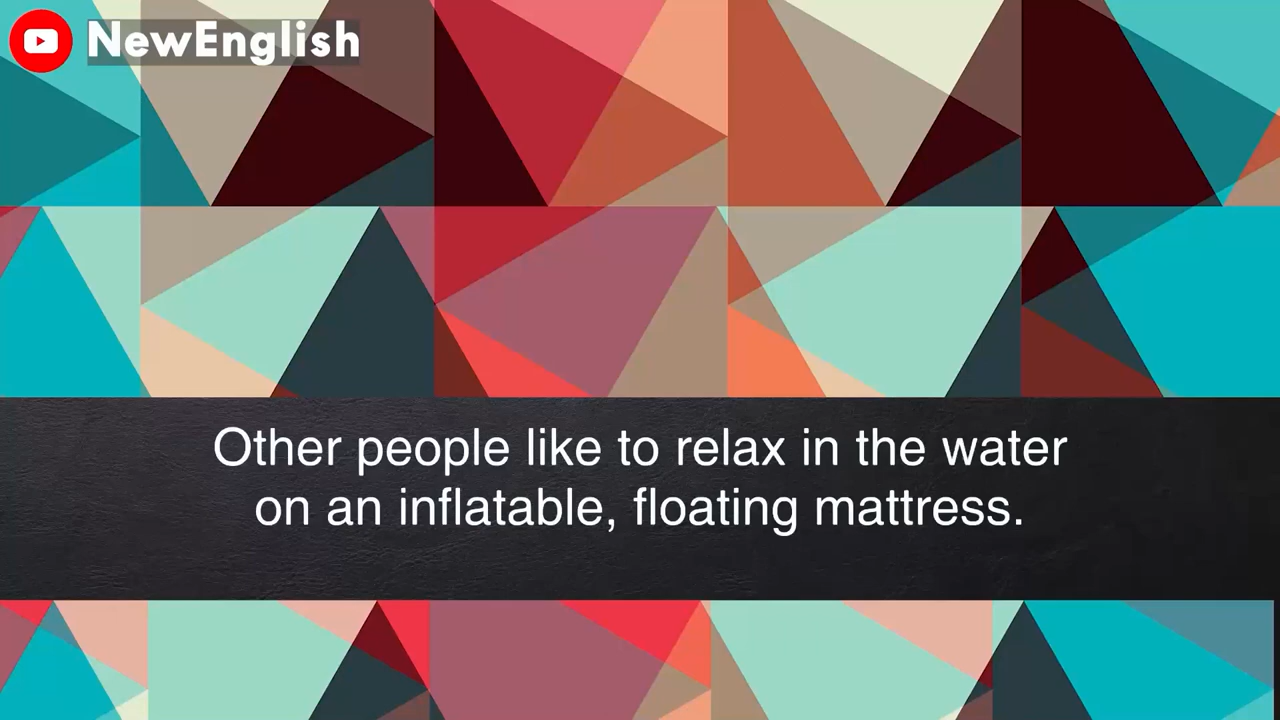 NewEnglish
Other people like to relax in the water
on an inflatable, floating mattress.